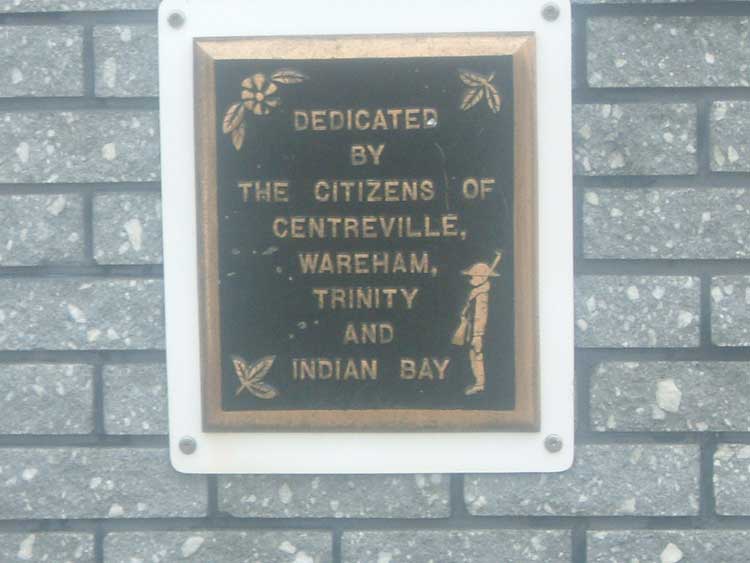 DEDICATED
BY
THE CITIZENS OF
CENTREVILLE,
WAREHAM,
TRINITY
AND
INDIAN BAY